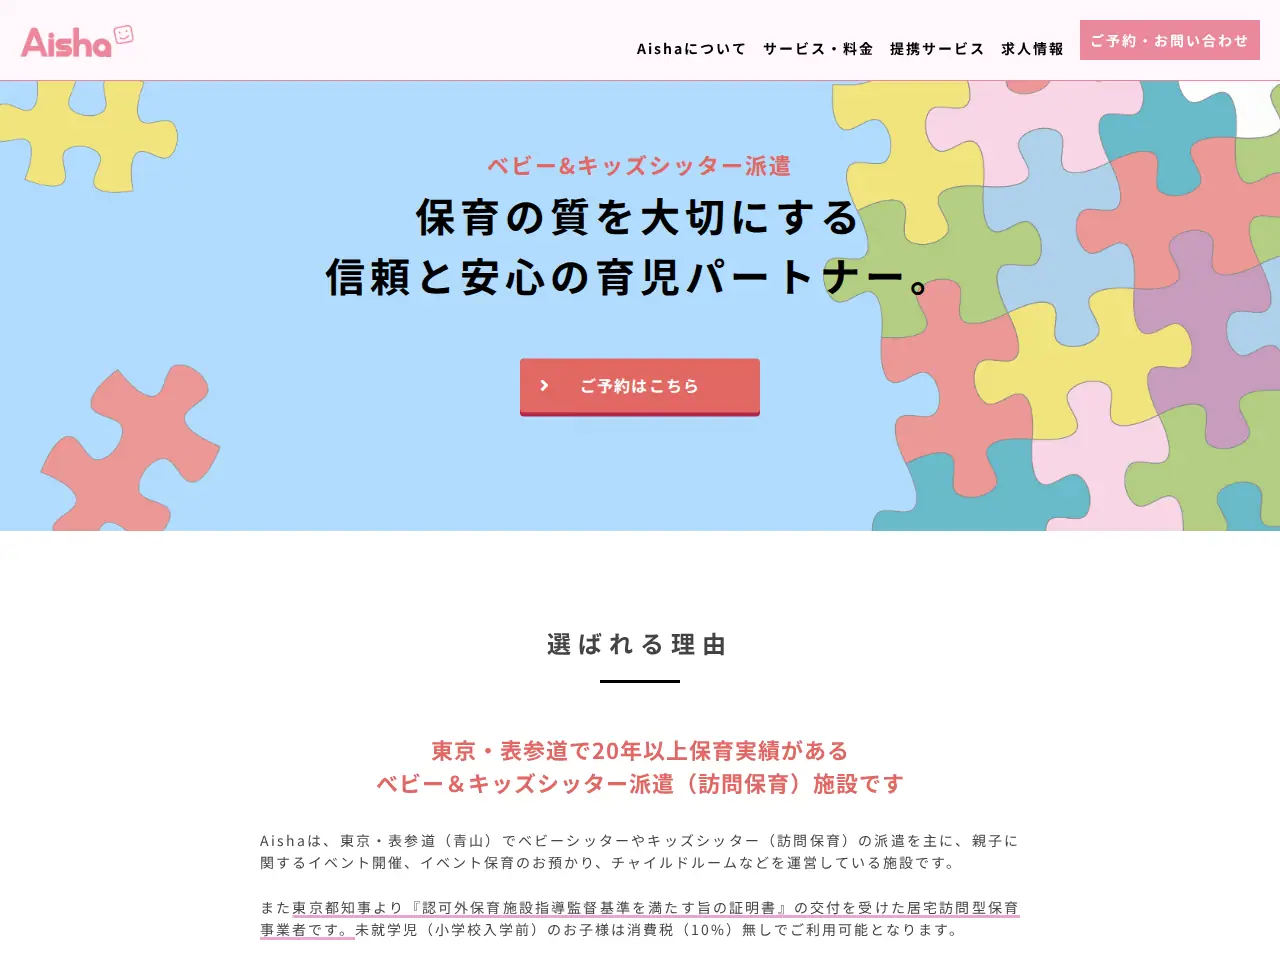 Aisha
Aishaについて サービス・料金 提携サービス 求人情報 ご予約・お問い合わせ
ベビー&キッズシッター派遣
保育の質を大切にする
信頼と安心の育児パートナー。
ご予約はこちら
選ばれる理由
東京・表参道で20年以上保育実績がある
ベビー＆キッズシッター派遣（訪問保育）施設です
Aishaは、東京・表参道（青山）でベビーシッターやキッズシッター（訪問保育）の派遣を主に、親子に
関するイベント開催、イベント保育のお預かり、チャイルドルームなどを運営している施設です。
また東京都知事より『認可外保育施設指導監督基準を満たす旨の証明書』の交付を受けた居宅訪問型保育
事業者です。未就学児（小学校入学前）のお子様は消費税（10%）無しでご利用可能となります。